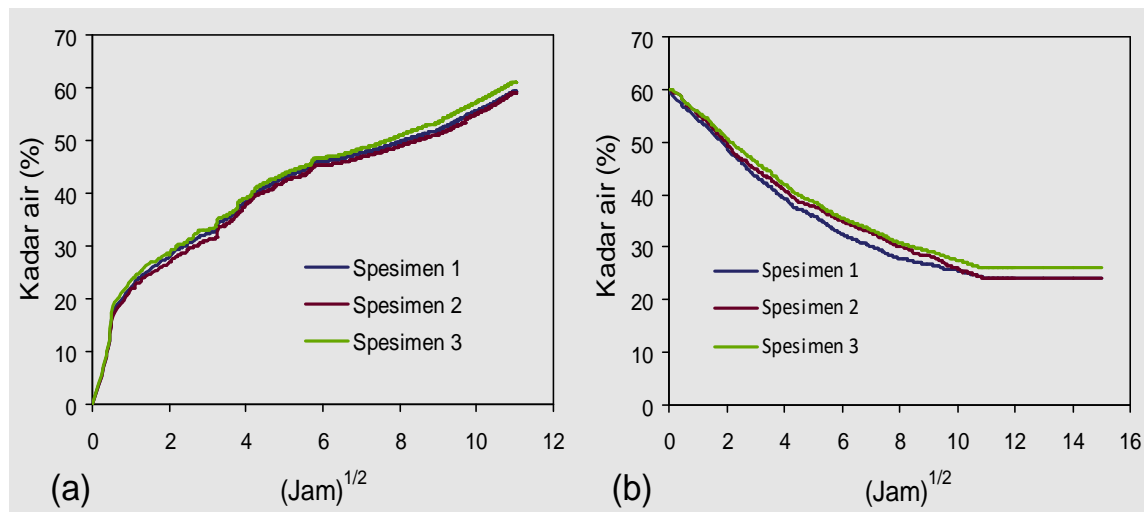 70
60
50
40
30
20
10
0
Kadar air (%)
Spesimen 1
Spesimen 2
Spesimen 3
0 2 4 6 8 10 12
(a)
(Jam)^1/2
70
60
50
40
30
20
10
0
Kadar air (%)
Spesimen 1
Spesimen 2
Spesimen 3
0 2 4 6 8 10 12 14 16
(b)
(Jam)^1/2